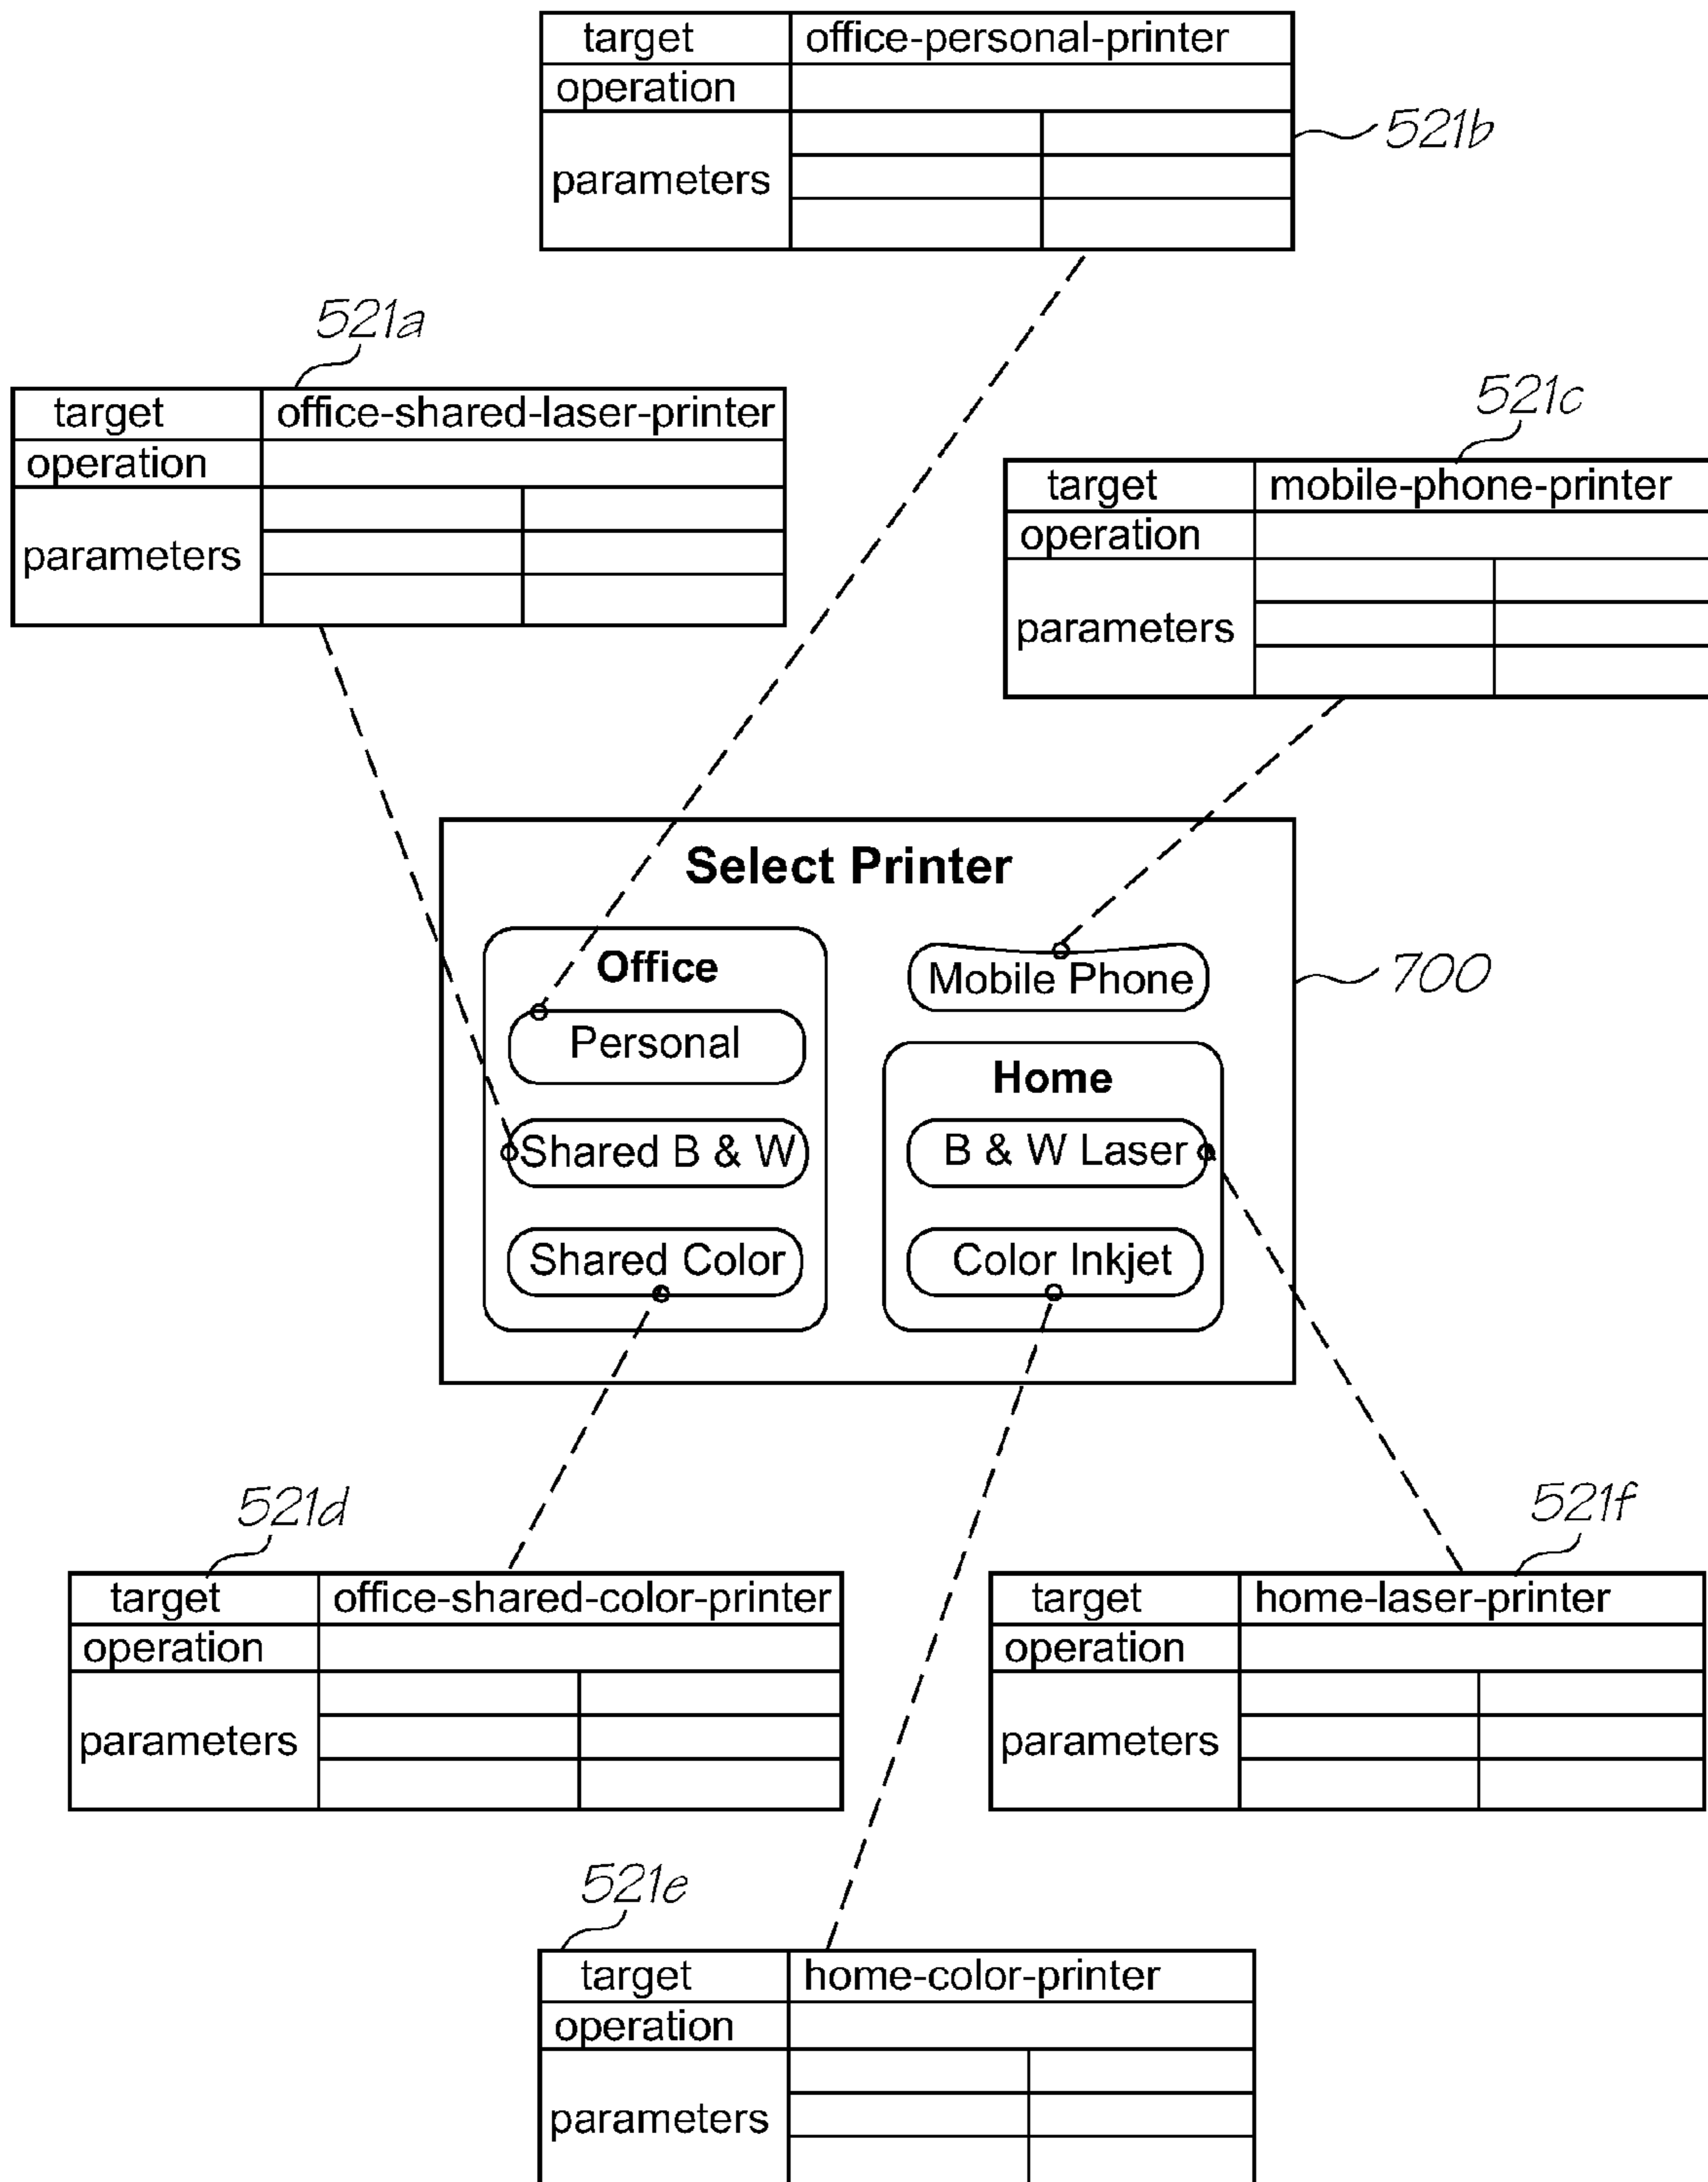 target office-personal-printer
operation
parameters
521b
521a
target office-shared-laser-printer
operation
parameters
521c
target mobile-phone-printer
operation
parameters
Select Printer
Office
Personal
Shared B & W
Shared Color
Mobile Phone
Home
B & W Laser
Color Inkjet
700
521d
target office-shared-color-printer
operation
parameters
521f
target home-laser-printer
operation
parameters
521e
target home-color-printer
operation
parameters